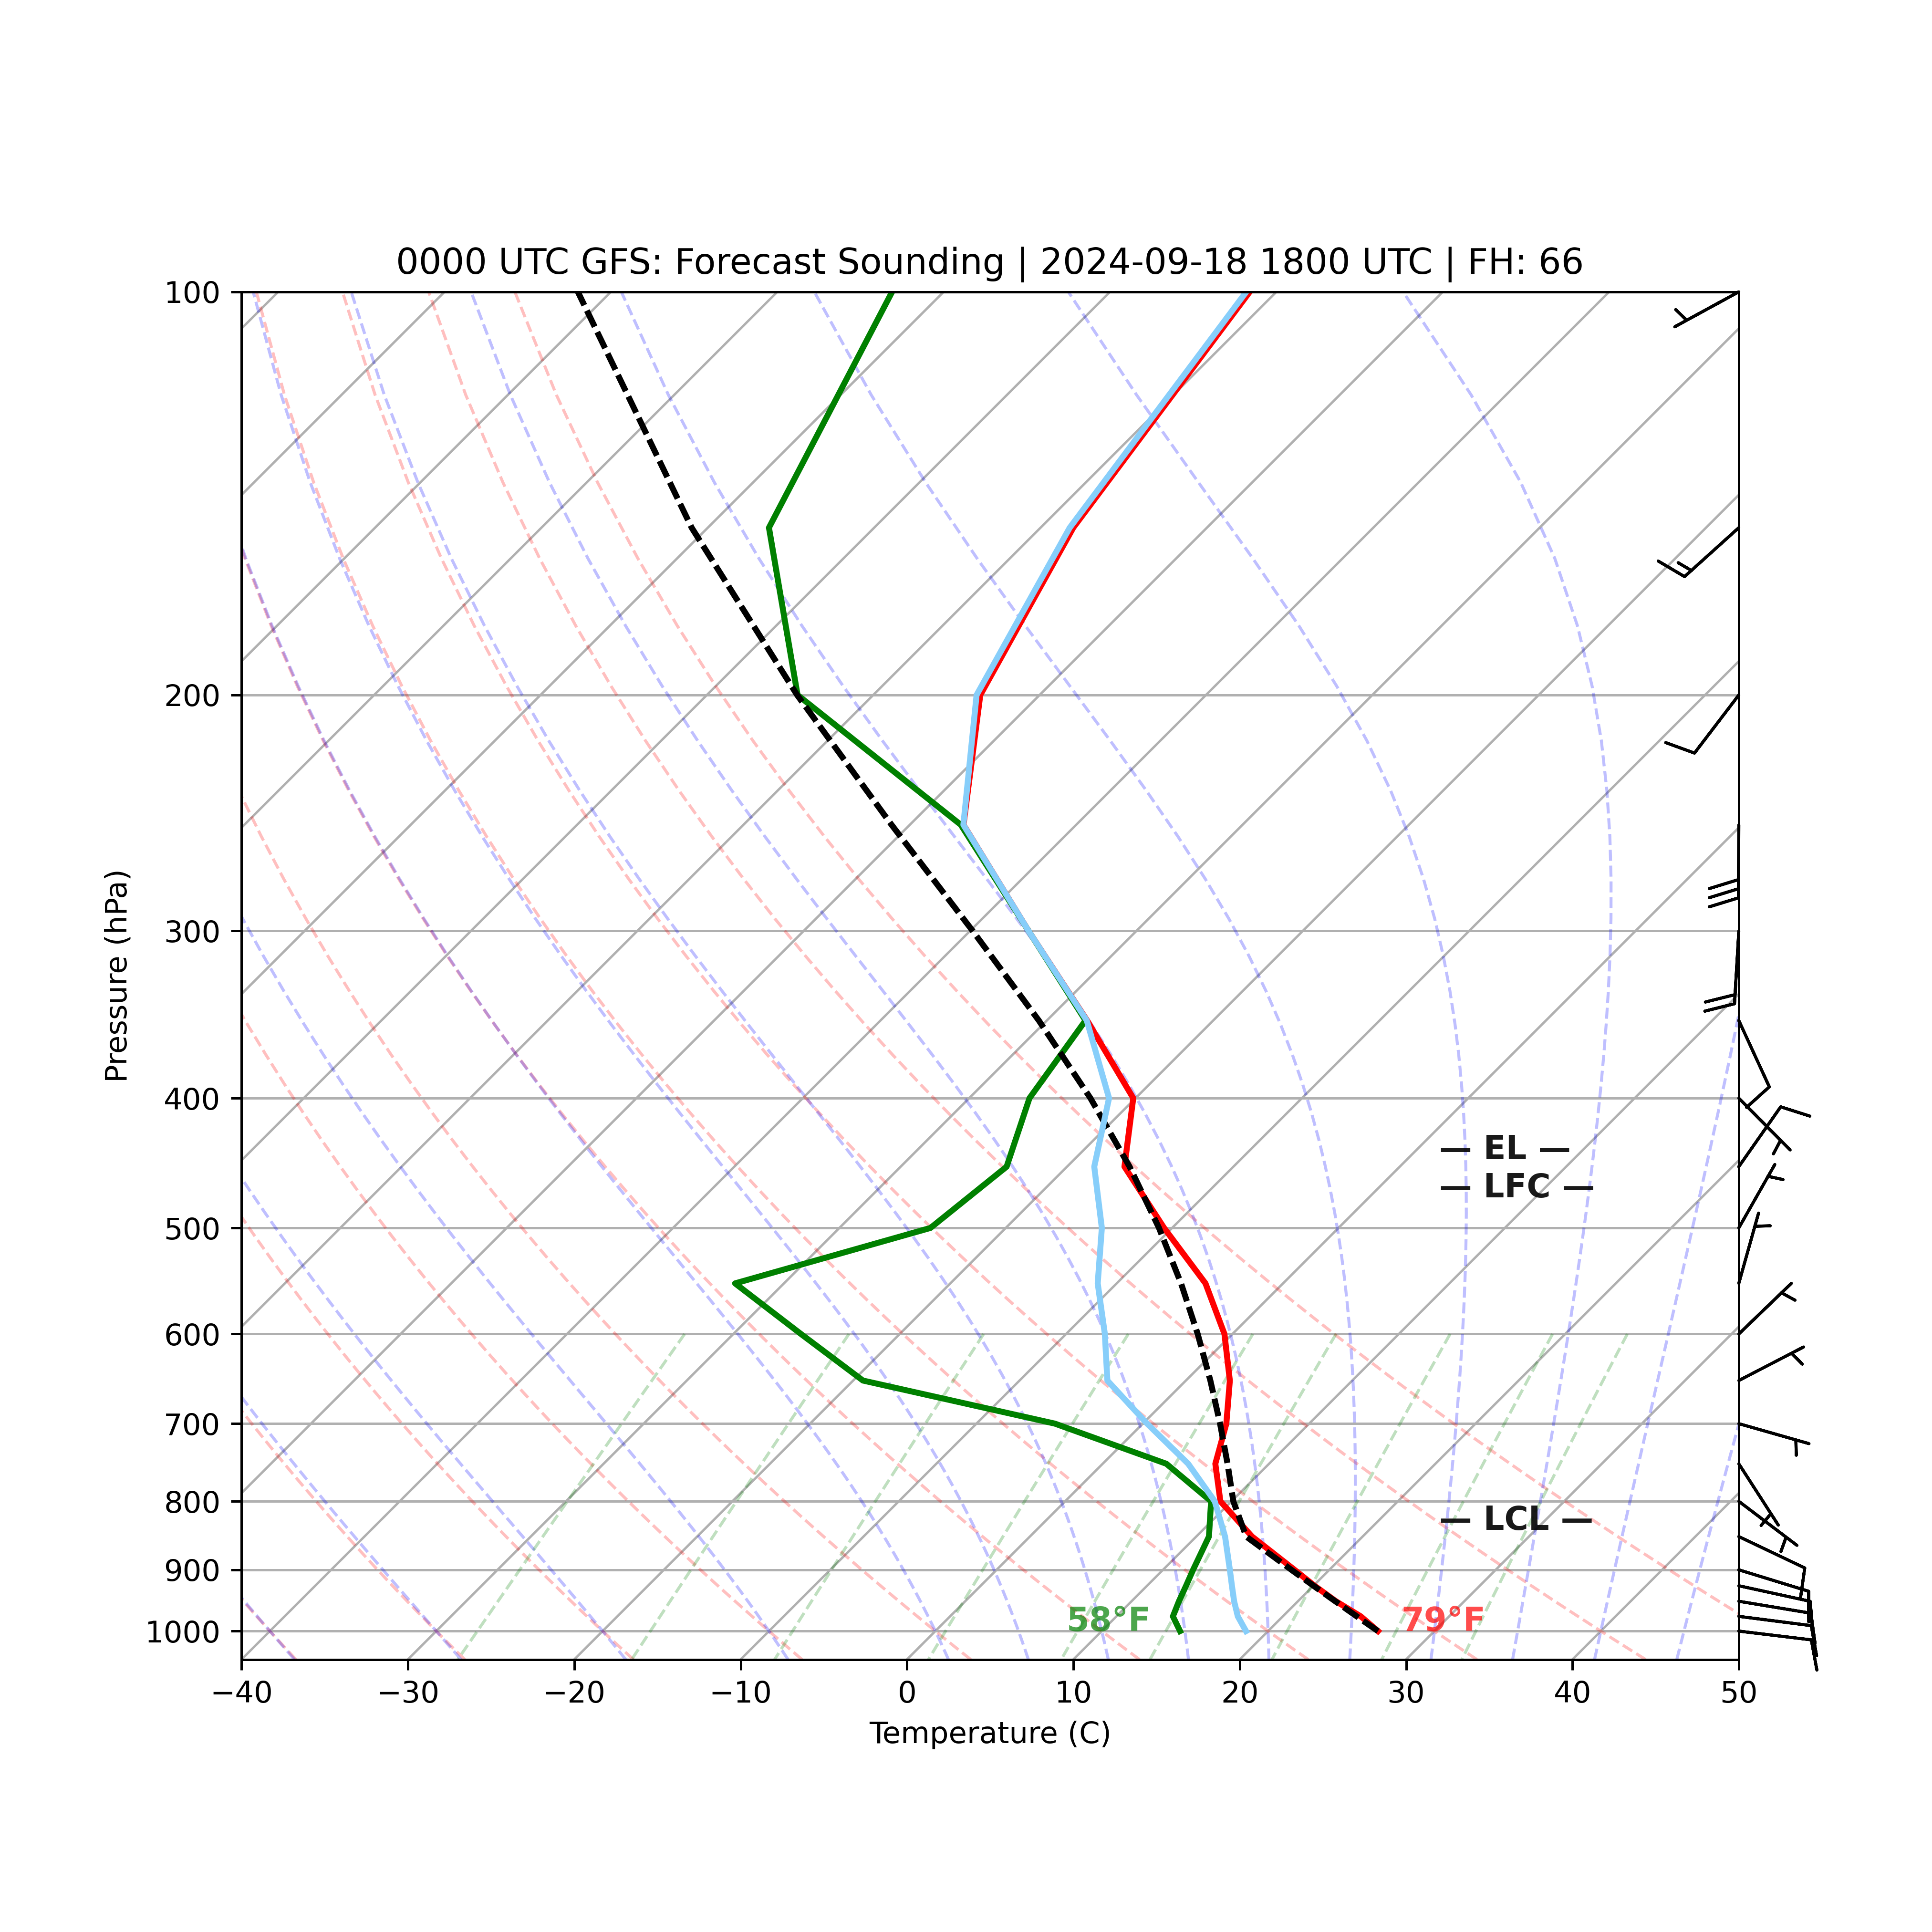 0000 UTC GFS: Forecast Sounding | 2024-09-18 1800 UTC | FH: 66
100
200
300
400
500
600
700
800
900
1000
Pressure (hPa)
— EL —
— LFC —
— LCL —
58°F
79°F
−40
−30
−20
−10
0
10
20
30
40
50
Temperature (C)